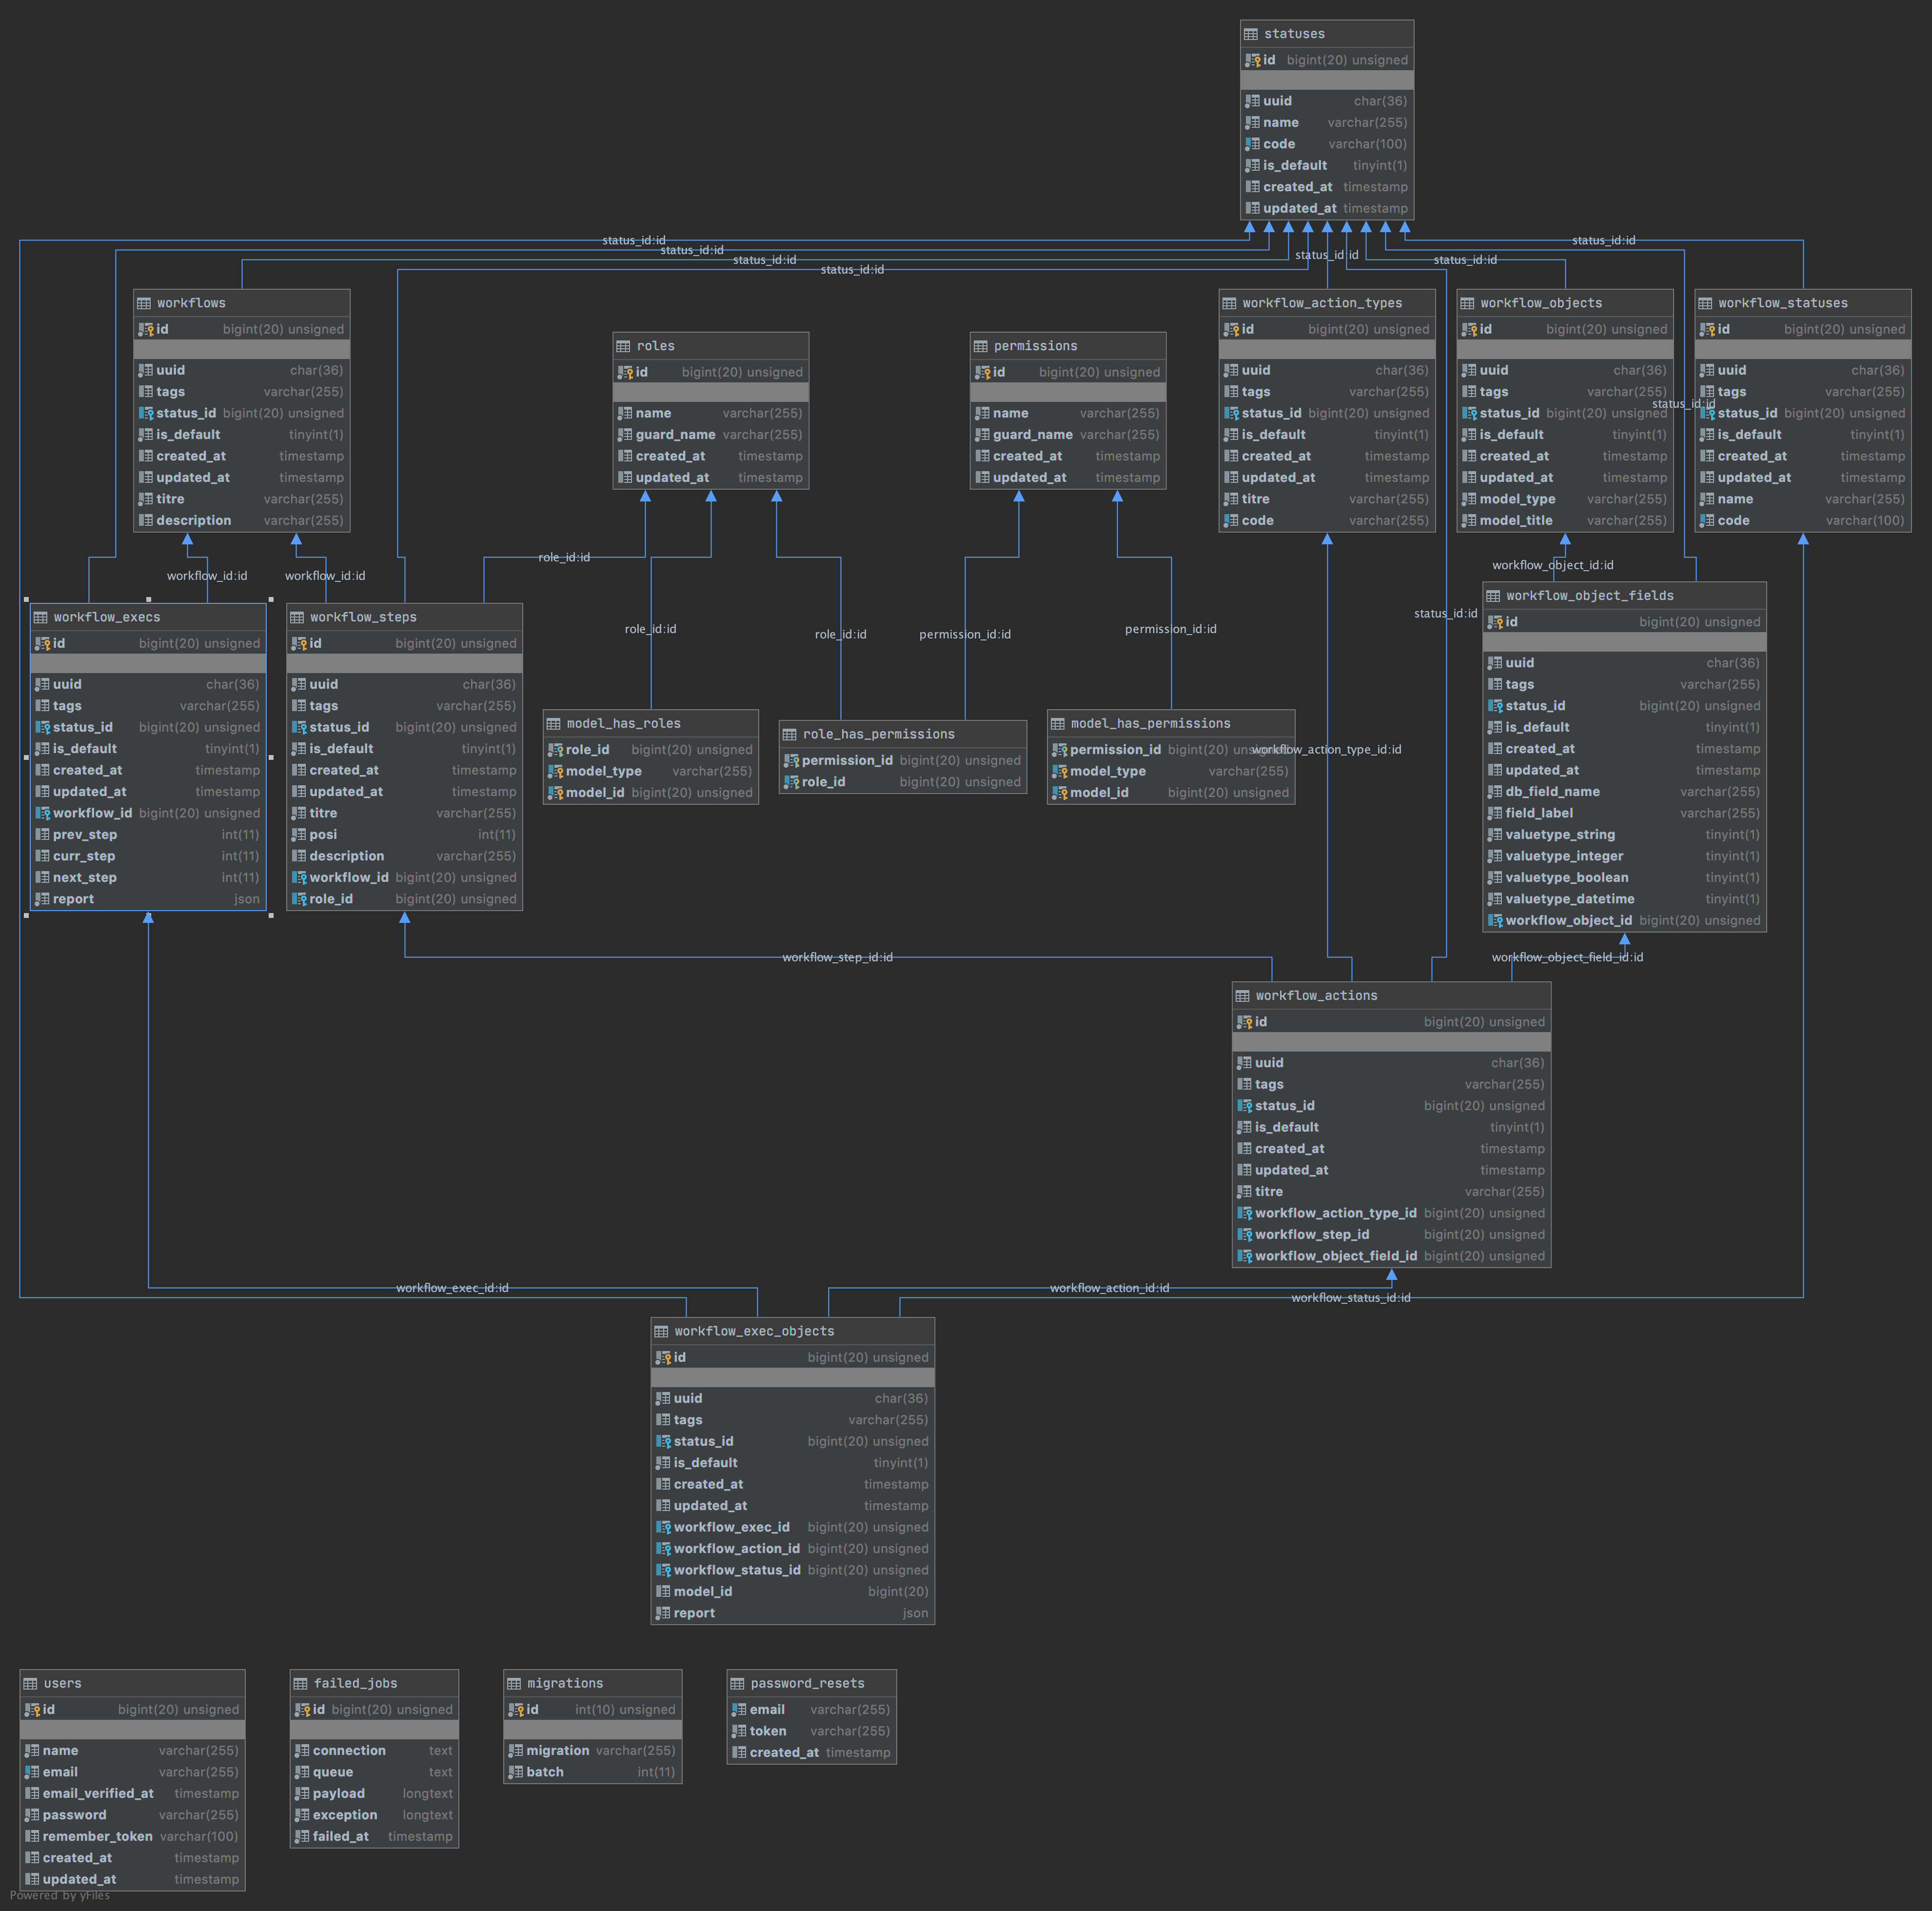 statuses
id bigint(20) unsigned
uuid char(36)
name varchar(255)
code varchar(100)
is_default tinyint(1)
created_at timestamp
updated_at timestamp
status_id:id
status_id:id
status_id:id
status_id:id
status_id:id
status_id:id
status_id:id
workflows
id bigint(20) unsigned
uuid char(36)
tags varchar(255)
status_id bigint(20) unsigned
is_default tinyint(1)
created_at timestamp
updated_at timestamp
titre varchar(255)
description varchar(255)
roles
id bigint(20) unsigned
name varchar(255)
guard_name varchar(255)
created_at timestamp
updated_at timestamp
permissions
id bigint(20) unsigned
name varchar(255)
guard_name varchar(255)
created_at timestamp
updated_at timestamp
workflow_action_types
id bigint(20) unsigned
uuid char(36)
tags varchar(255)
status_id bigint(20) unsigned
is_default tinyint(1)
created_at timestamp
updated_at timestamp
titre varchar(255)
code varchar(255)
workflow_objects
id bigint(20) unsigned
uuid char(36)
tags varchar(255)
status_id bigint(20) unsigned
is_default tinyint(1)
created_at timestamp
updated_at timestamp
model_type varchar(255)
model_title varchar(255)
status_id:id
workflow_statuses
id bigint(20) unsigned
uuid char(36)
tags varchar(255)
status_id bigint(20) unsigned
is_default tinyint(1)
created_at timestamp
updated_at timestamp
name varchar(255)
code varchar(100)
workflow_id:id
workflow_id:id
role_id:id
workflow_object_id:id
workflow_execs
id bigint(20) unsigned
uuid char(36)
tags varchar(255)
status_id bigint(20) unsigned
is_default tinyint(1)
created_at timestamp
updated_at timestamp
workflow_id bigint(20) unsigned
prev_step int(11)
curr_step int(11)
next_step int(11)
report json
workflow_steps
id bigint(20) unsigned
uuid char(36)
tags varchar(255)
status_id bigint(20) unsigned
is_default tinyint(1)
created_at timestamp
updated_at timestamp
titre varchar(255)
posi int(11)
description varchar(255)
workflow_id bigint(20) unsigned
role_id bigint(20) unsigned
role_id:id
role_id:id
permission_id:id
permission_id:id
status_id:id
model_has_roles
role_id bigint(20) unsigned
model_type varchar(255)
model_id bigint(20) unsigned
role_has_permissions
permission_id bigint(20) unsigned
role_id bigint(20) unsigned
model_has_permissions
permission_id bigint(20) unsigned
model_type varchar(255)
model_id bigint(20) unsigned
workflow_action_type_id:id
workflow_object_fields
id bigint(20) unsigned
uuid char(36)
tags varchar(255)
status_id bigint(20) unsigned
is_default tinyint(1)
created_at timestamp
updated_at timestamp
db_field_name varchar(255)
field_label varchar(255)
valuetype_string tinyint(1)
valuetype_integer tinyint(1)
valuetype_boolean tinyint(1)
valuetype_datetime tinyint(1)
workflow_object_id bigint(20) unsigned
workflow_step_id:id
workflow_object_field_id:id
workflow_actions
id bigint(20) unsigned
uuid char(36)
tags varchar(255)
status_id bigint(20) unsigned
is_default tinyint(1)
created_at timestamp
updated_at timestamp
titre varchar(255)
workflow_action_type_id bigint(20) unsigned
workflow_step_id bigint(20) unsigned
workflow_object_field_id bigint(20) unsigned
workflow_exec_id:id
workflow_action_id:id
workflow_status_id:id
workflow_exec_objects
id bigint(20) unsigned
uuid char(36)
tags varchar(255)
status_id bigint(20) unsigned
is_default tinyint(1)
created_at timestamp
updated_at timestamp
workflow_exec_id bigint(20) unsigned
workflow_action_id bigint(20) unsigned
workflow_status_id bigint(20) unsigned
model_id bigint(20)
report json
users
id bigint(20) unsigned
name varchar(255)
email varchar(255)
email_verified_at timestamp
password varchar(255)
remember_token varchar(100)
created_at timestamp
updated_at timestamp
failed_jobs
id bigint(20) unsigned
connection text
queue text
payload longtext
exception longtext
failed_at timestamp
migrations
id int(10) unsigned
migration varchar(255)
batch int(11)
password_resets
email varchar(255)
token varchar(255)
created_at timestamp
Powered by yFiles